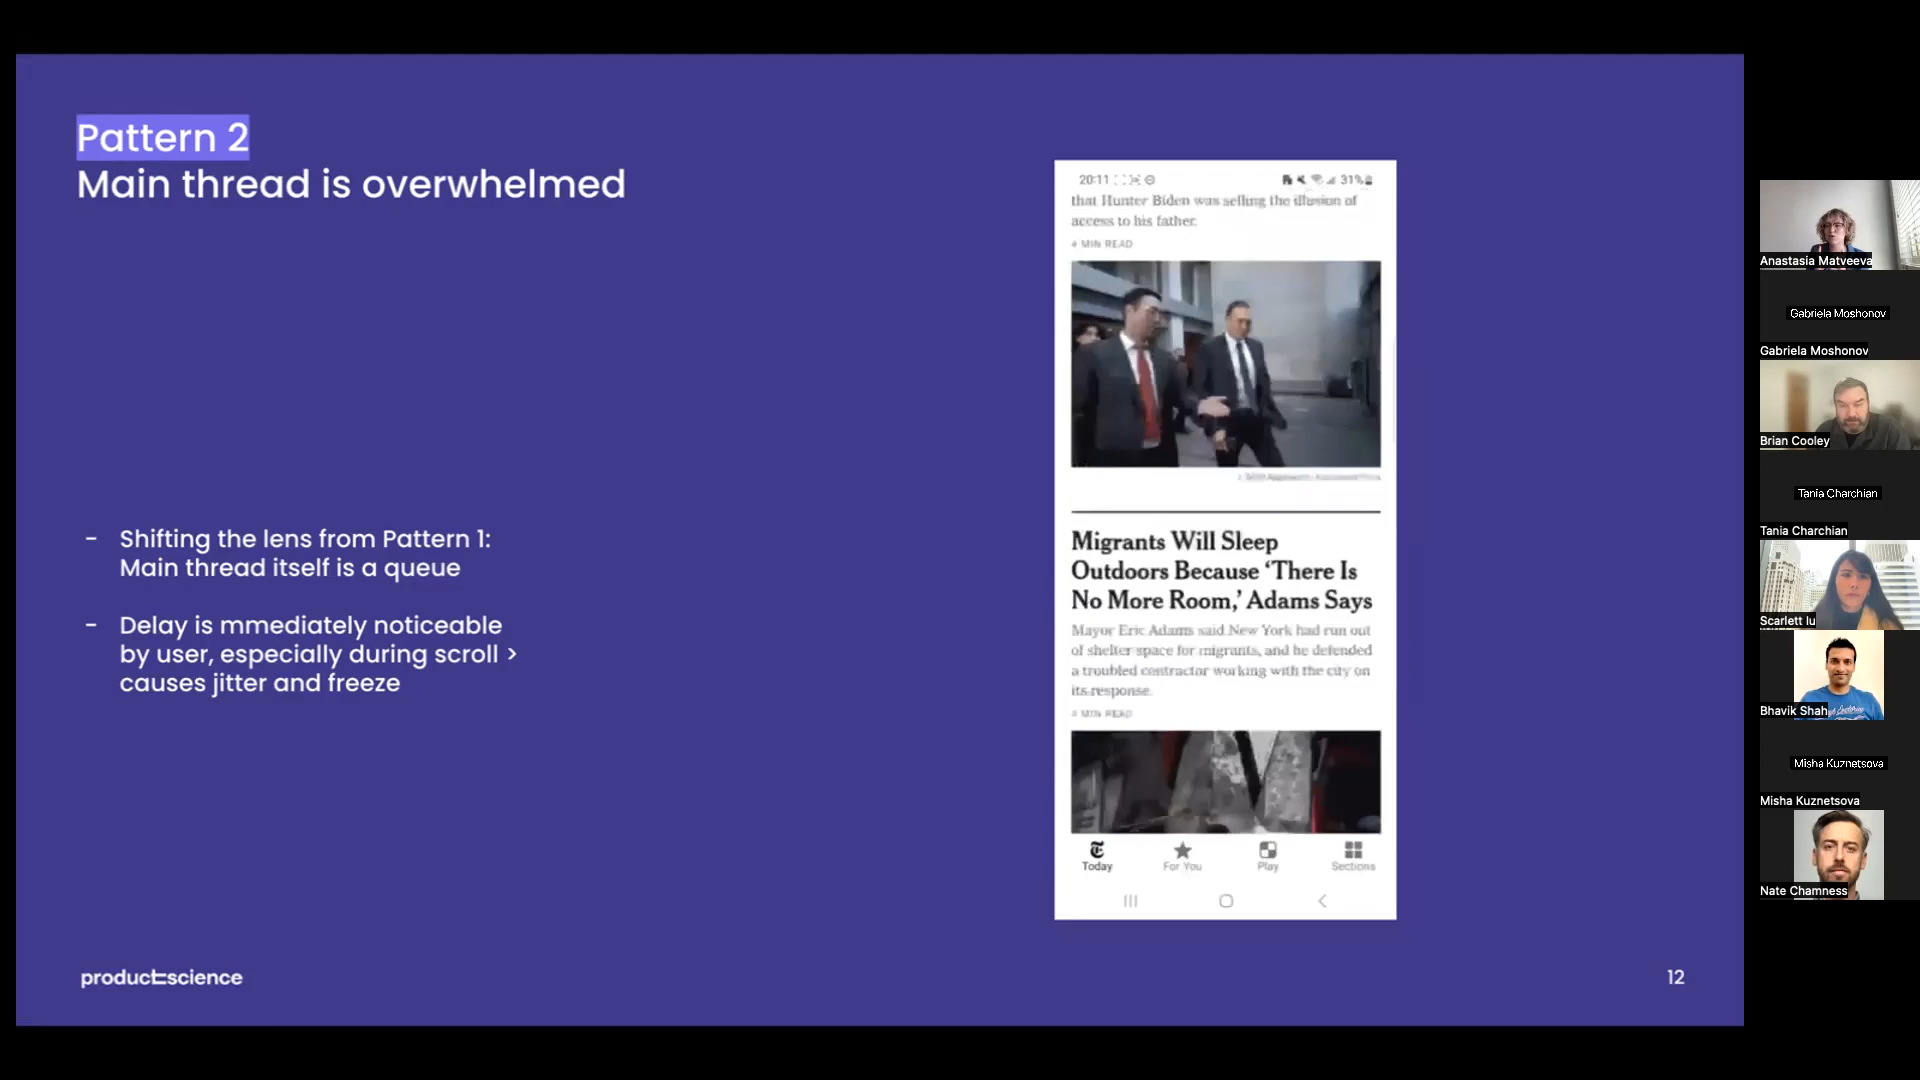 Pattern 2
Main thread is overwhelmed
- Shifting the lens from Pattern 1:
Main thread itself is a queue
- Delay is mmediately noticeable
by user, especially during scroll >
causes jitter and freeze
productscience
12
20:11
31%
that Hunter Biden was selling the illusion of
access to his father.
4 MIN READ
Migrants Will Sleep
Outdoors Because ‘There Is
No More Room,’ Adams Says
Mayor Eric Adams said New York had run out
of shelter space for migrants, and he defended
a troubled contractor working with the city on
its response.
4 MIN READ
Today
For You
Play
Sections
Anastasia Matveeva
Gabriela Moshonov
Gabriela Moshonov
Brian Cooley
Tania Charchian
Tania Charchian
Scarlett lu
Bhavik Shah
Misha Kuznetsova
Misha Kuznetsova
Nate Chamness